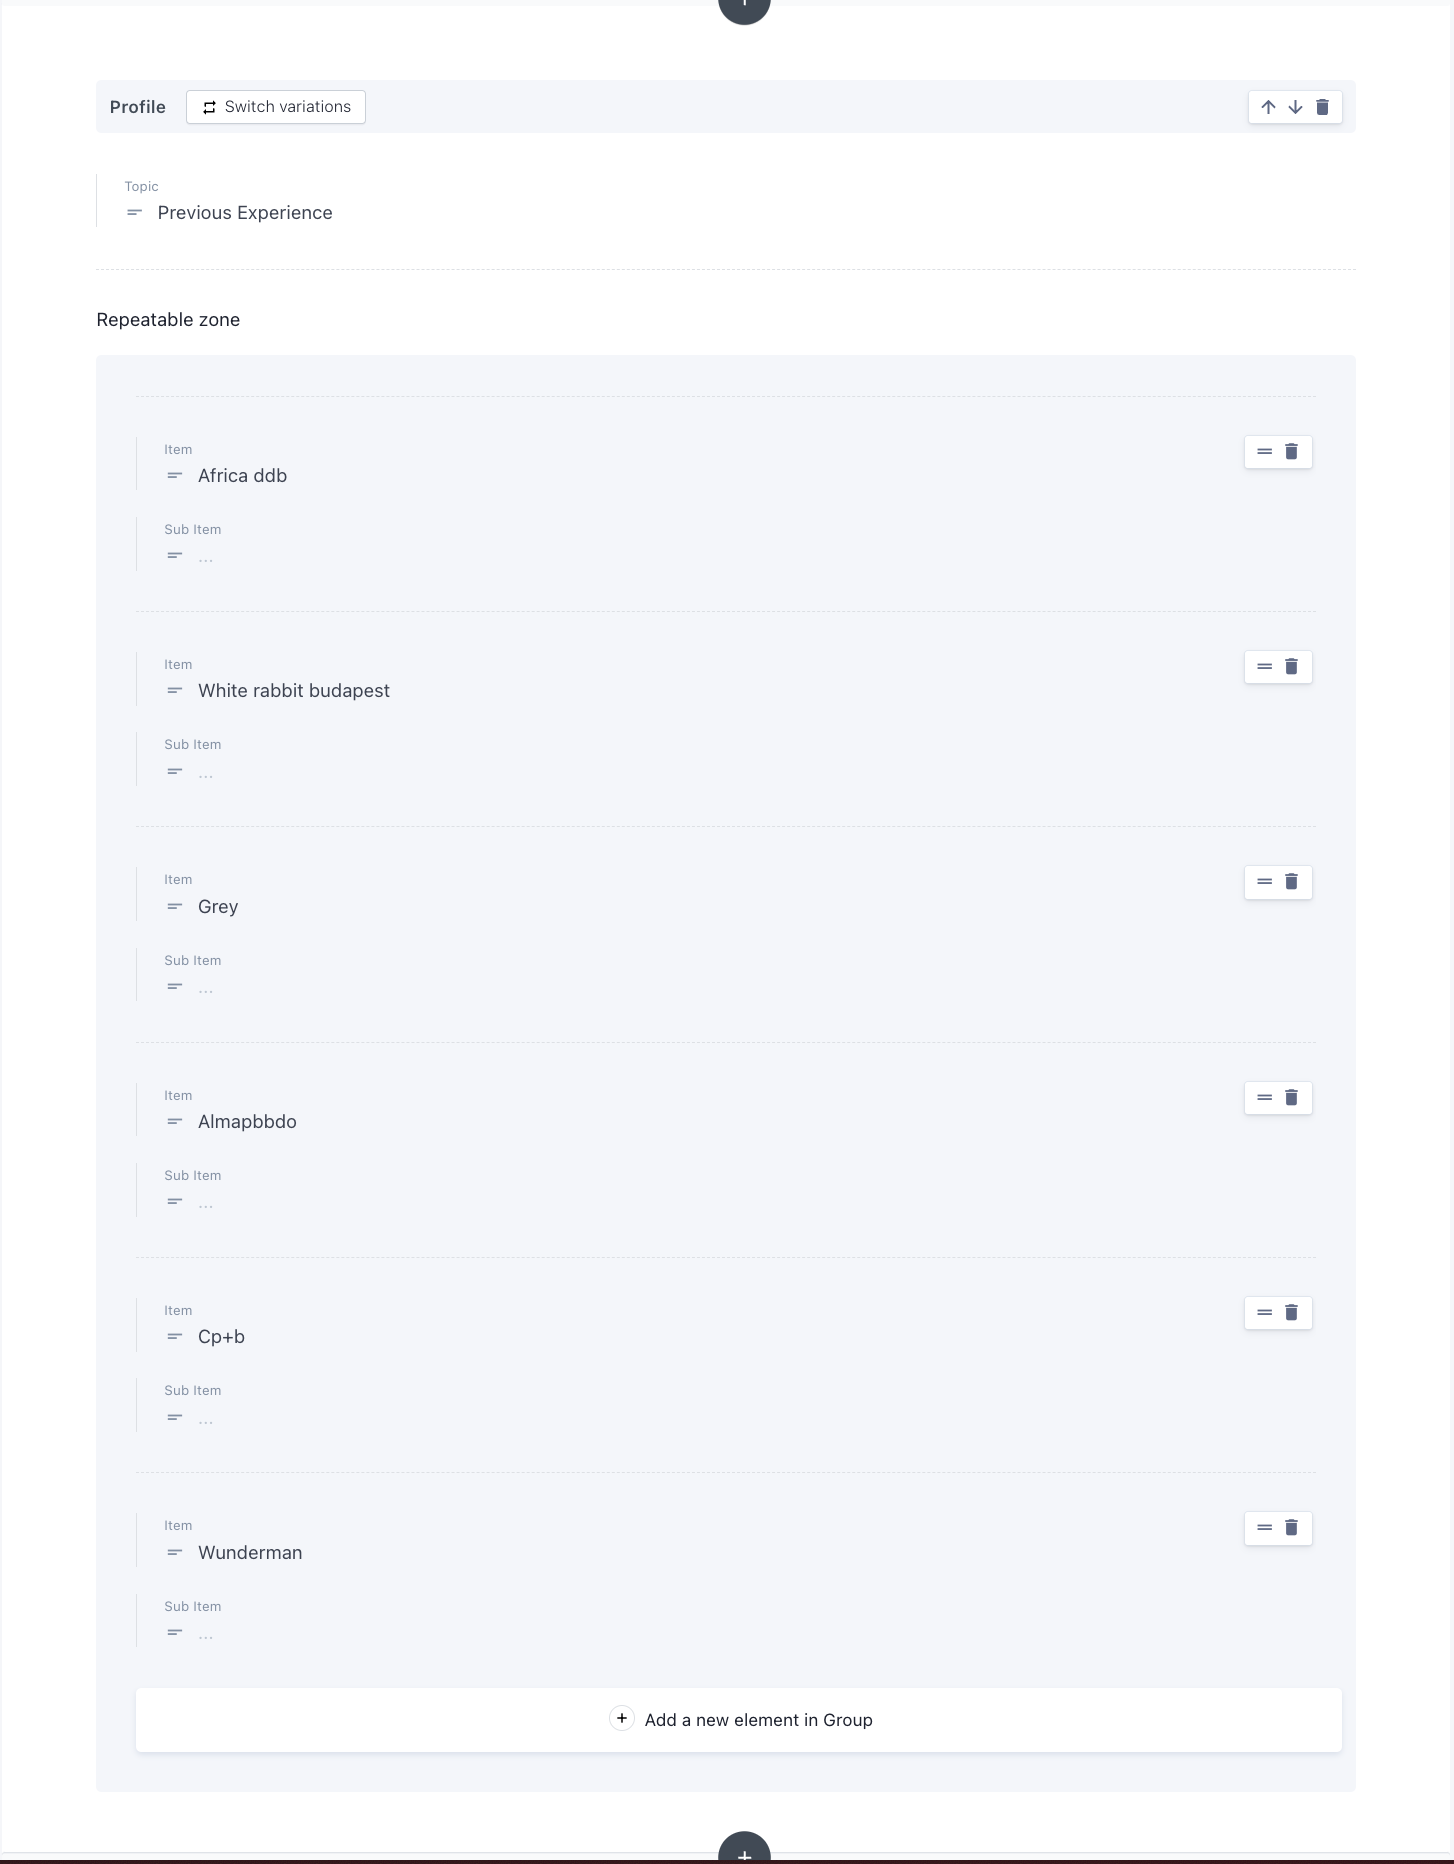 Profile
Switch variations
Topic
Previous Experience
Repeatable zone
Item
Africa ddb
Sub Item
...
Item
White rabbit budapest
Sub Item
...
Item
Grey
Sub Item
...
Item
Almapbbdo
Sub Item
...
Item
Cp+b
Sub Item
...
Item
Wunderman
Sub Item
...
Add a new element in Group